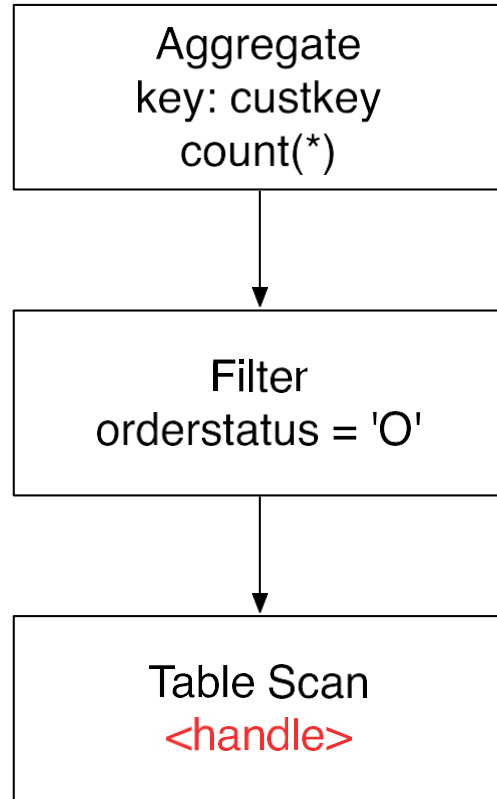 Aggregate
key: custkey
count(*)
Filter
orderstatus = 'O'
Table Scan
<handle>